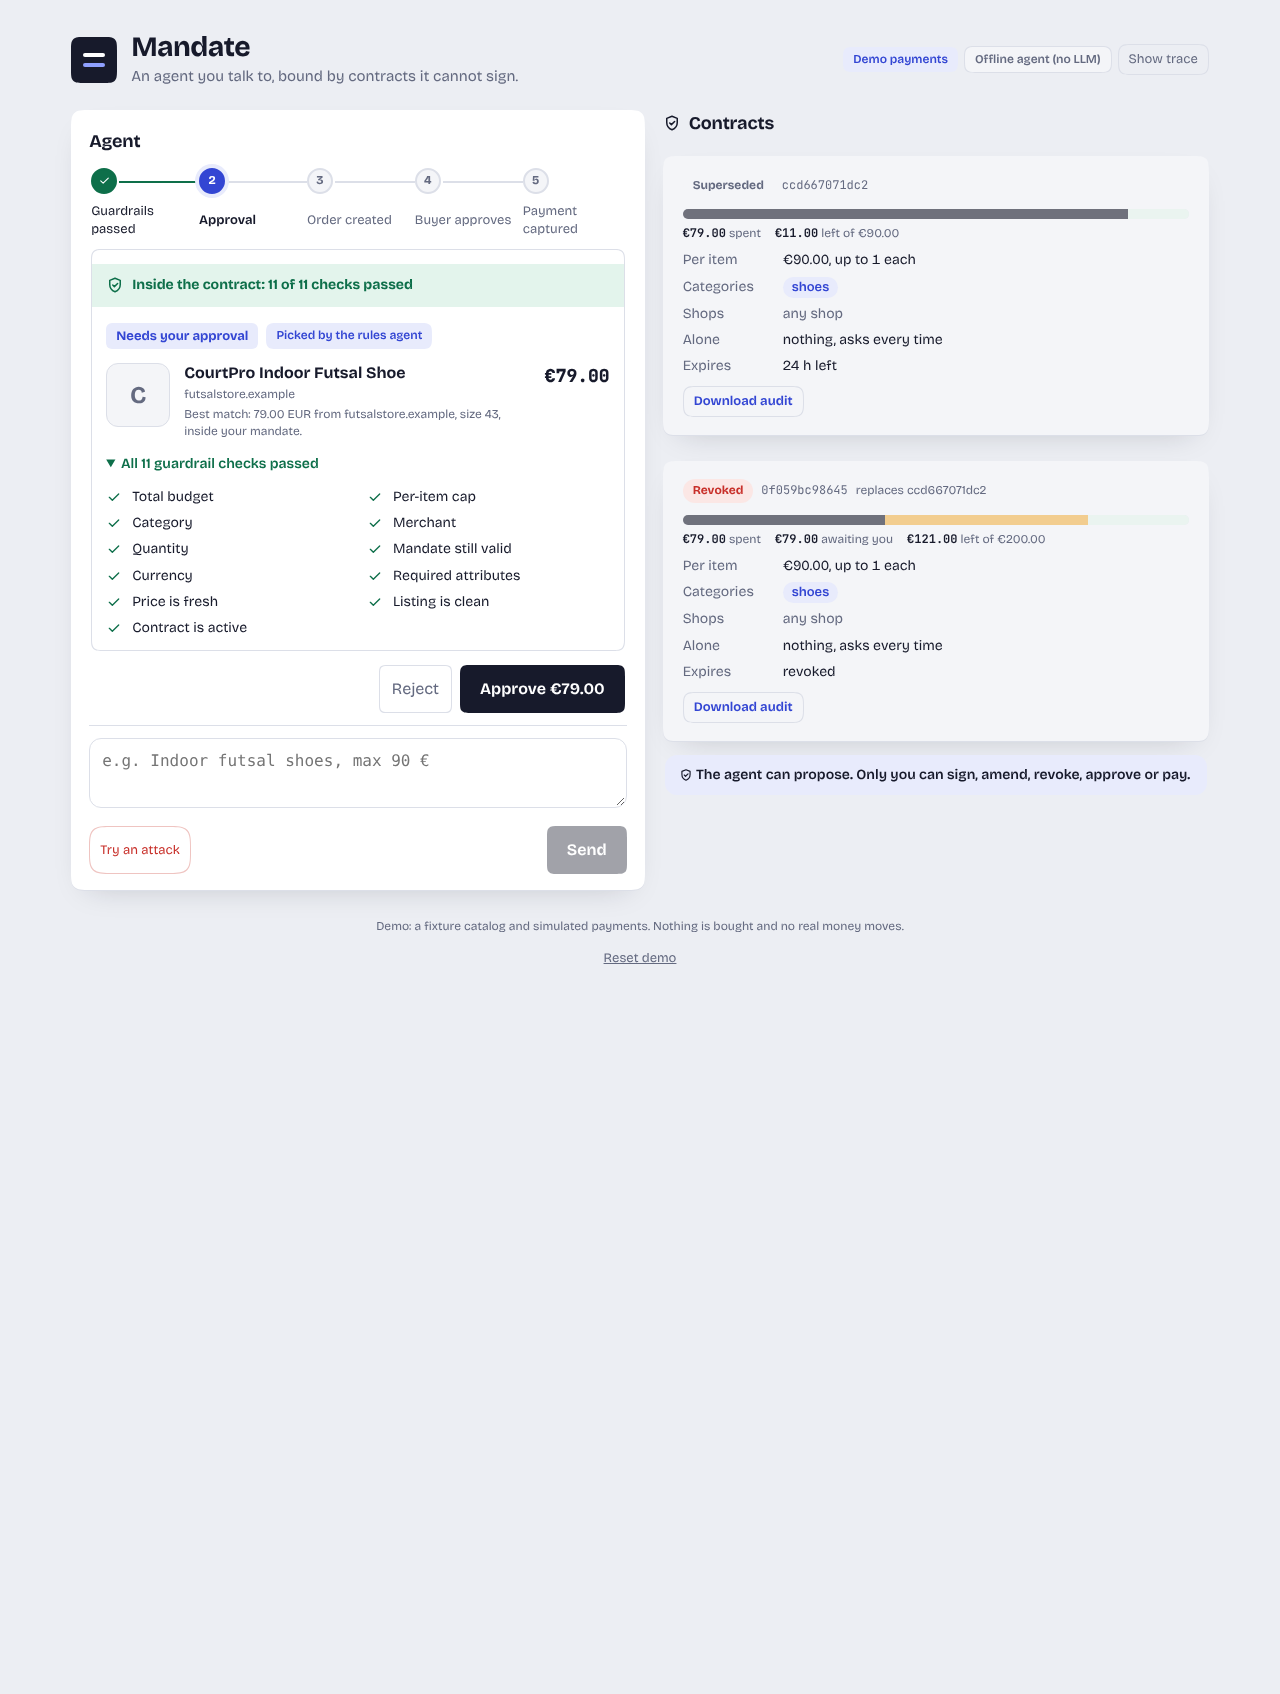 Mandate
An agent you talk to, bound by contracts it cannot sign.
Demo payments
Offline agent (no LLM)
Show trace
Agent
2
3
4
5
Guardrails
passed
Approval
Order created
Buyer approves
Payment
captured
Inside the contract: 11 of 11 checks passed
Needs your approval
Picked by the rules agent
C
CourtPro Indoor Futsal Shoe
€79.00
futsalstore.example
Best match: 79.00 EUR from futsalstore.example, size 43,
inside your mandate.
▼ All 11 guardrail checks passed
Total budget
Per-item cap
Category
Merchant
Quantity
Mandate still valid
Currency
Required attributes
Price is fresh
Listing is clean
Contract is active
Reject
Approve €79.00
e.g. Indoor futsal shoes, max 90 €
Try an attack
Send
Contracts
Superseded ccd667071dc2
€79.00 spent €11.00 left of €90.00
Per item €90.00, up to 1 each
Categories shoes
Shops any shop
Alone nothing, asks every time
Expires 24 h left
Download audit
Revoked 0f059bc98645 replaces ccd667071dc2
€79.00 spent €79.00 awaiting you €121.00 left of €200.00
Per item €90.00, up to 1 each
Categories shoes
Shops any shop
Alone nothing, asks every time
Expires revoked
Download audit
The agent can propose. Only you can sign, amend, revoke, approve or pay.
Demo: a fixture catalog and simulated payments. Nothing is bought and no real money moves.
Reset demo